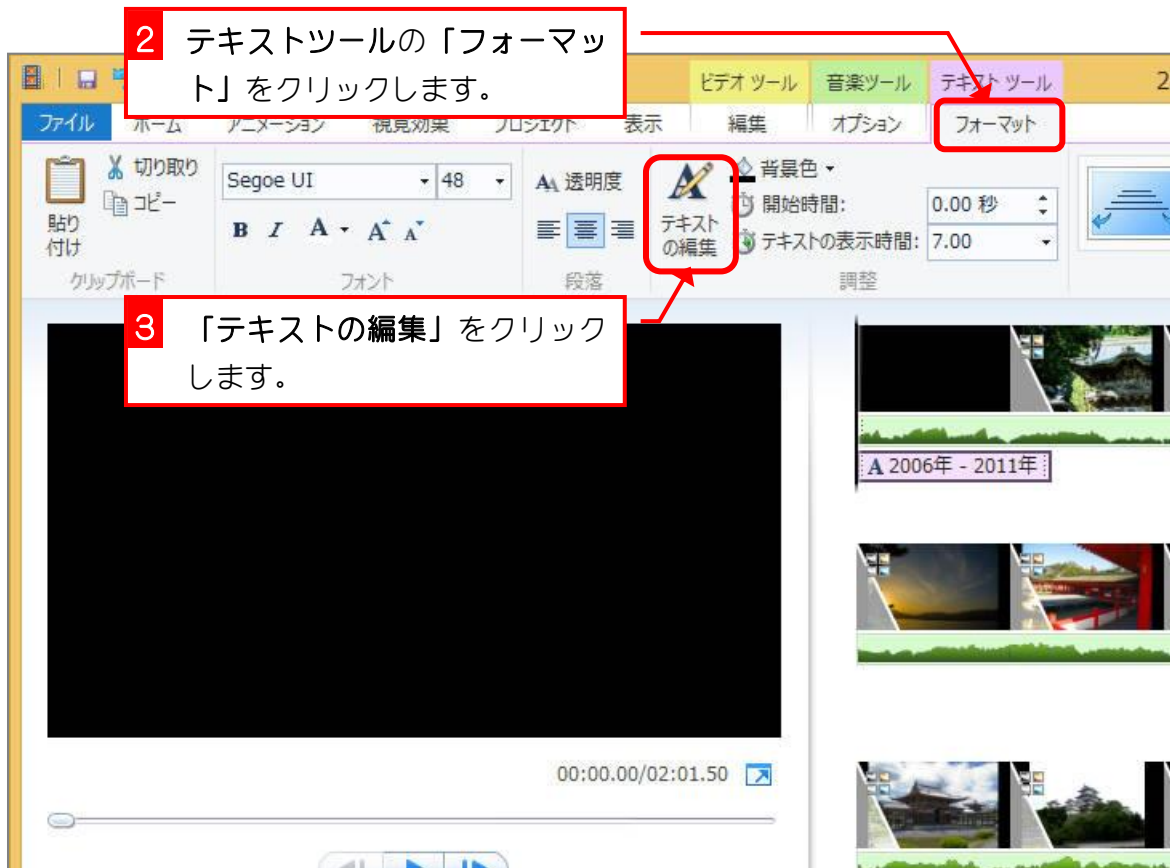 2 テキストツールの「フォーマッ
ト」をクリックします。
ビデオ ツール 音楽ツール テキスト ツール 2
ファイル ホーム アニメーション 視覚効果 プロジェクト 表示 編集 オプション フォーマット
貼り
付け
切り取り
コピー
クリップボード
Segoe UI 48
B I A A A
フォント
A 透明度
段落
テキスト
の編集
背景色
開始時間: 0.00 秒
テキストの表示時間: 7.00
調整
3 「テキストの編集」をクリック
します。
A 2006年 - 2011年
00:00.00/02:01.50